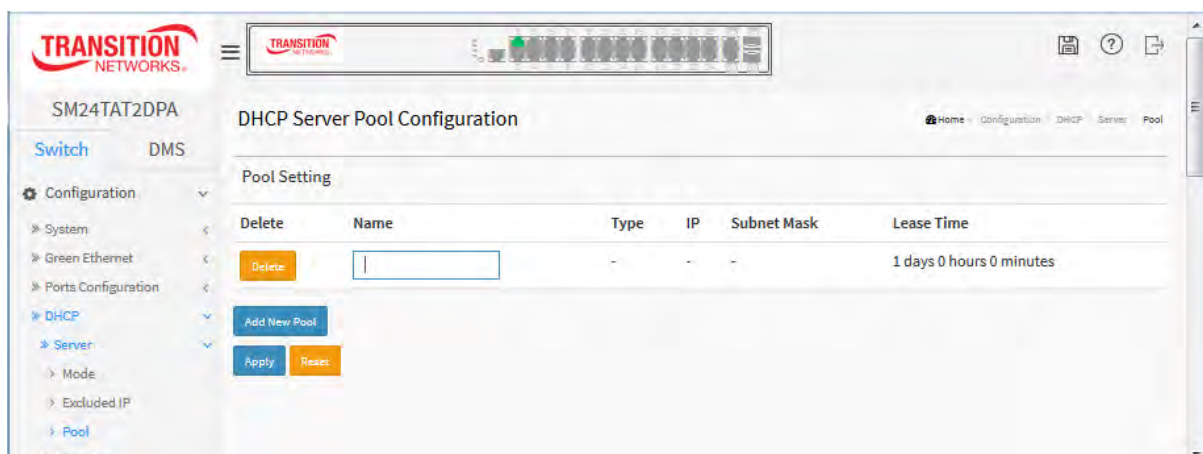 TRANSITION
NETWORKS®
TRANSITION
NETWORKS
SM24TAT2DPA
DHCP Server Pool Configuration
Home Configuration DHCP Server Pool
Switch DMS
Configuration
Pool Setting
» System
Delete Name Type IP Subnet Mask Lease Time
» Green Ethernet
Delete - - - 1 days 0 hours 0 minutes
» Ports Configuration
» DHCP
Add New Pool
» Server
Apply Reset
> Mode
> Excluded IP
> Pool